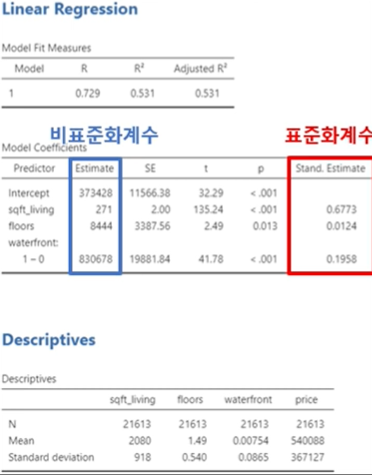 Linear Regression
Model Fit Measures
Model R R² Adjusted R²
1 0.729 0.531 0.531
비표준화계수 표준화계수
Model Coefficients
Predictor Estimate SE t p Stand. Estimate
Intercept 373428 11566.38 32.29 < .001
sqft_living 271 2.00 135.24 < .001 0.6773
floors 8444 3387.56 2.49 0.013 0.0124
waterfront:
1 – 0 830678 19881.84 41.78 < .001 0.1958
Descriptives
Descriptives
sqft_living floors waterfront price
N 21613 21613 21613 21613
Mean 2080 1.49 0.00754 540088
Standard deviation 918 0.540 0.0865 367127